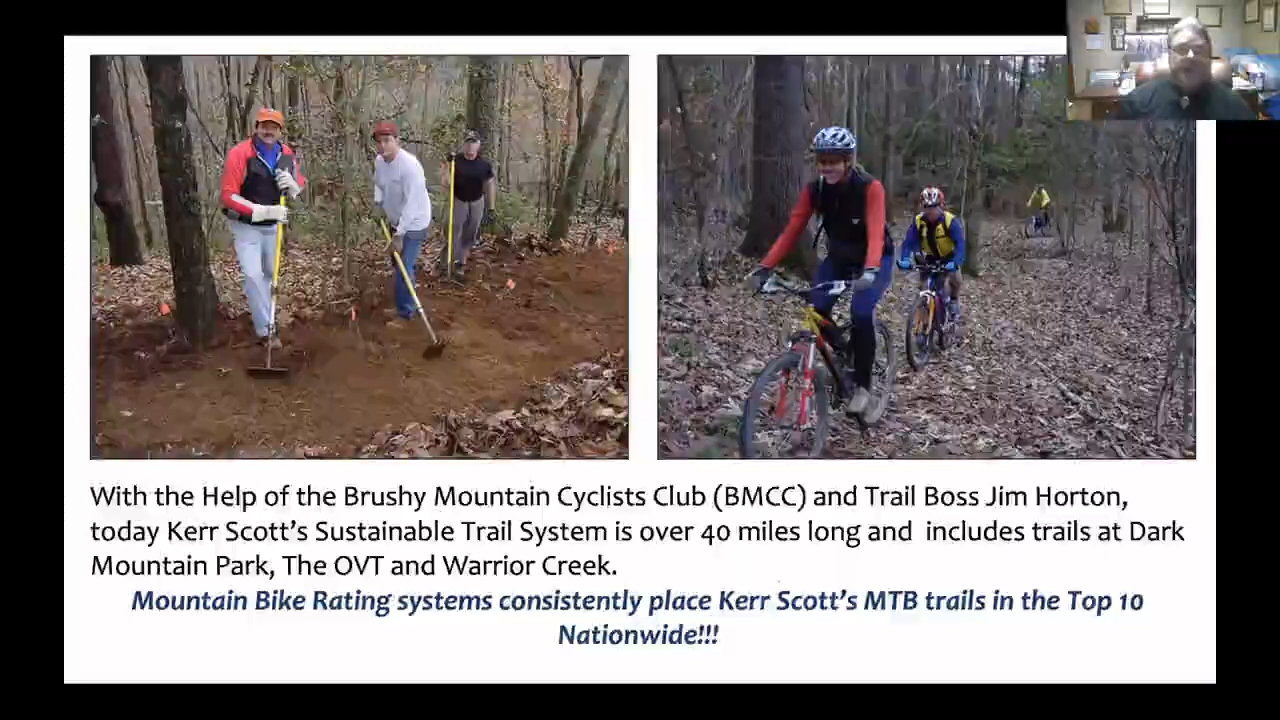 With the Help of the Brushy Mountain Cyclists Club (BMCC) and Trail Boss Jim Horton,
today Kerr Scott's Sustainable Trail System is over 40 miles long and  includes trails at Dark
Mountain Park, The OVT and Warrior Creek.
Mountain Bike Rating systems consistently place Kerr Scott's MTB trails in the Top 10
Nationwide!!!